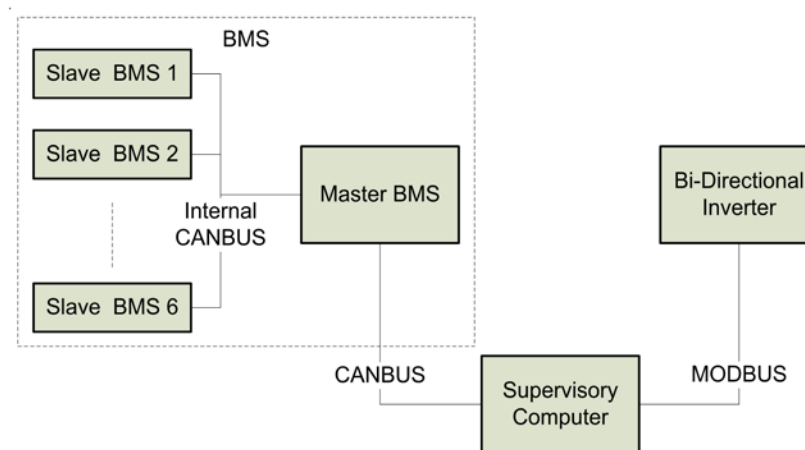 BMS
Slave BMS 1
Slave BMS 2
Slave BMS 6
Internal
CANBUS
Master BMS
Bi-Directional
Inverter
CANBUS
Supervisory
Computer
MODBUS